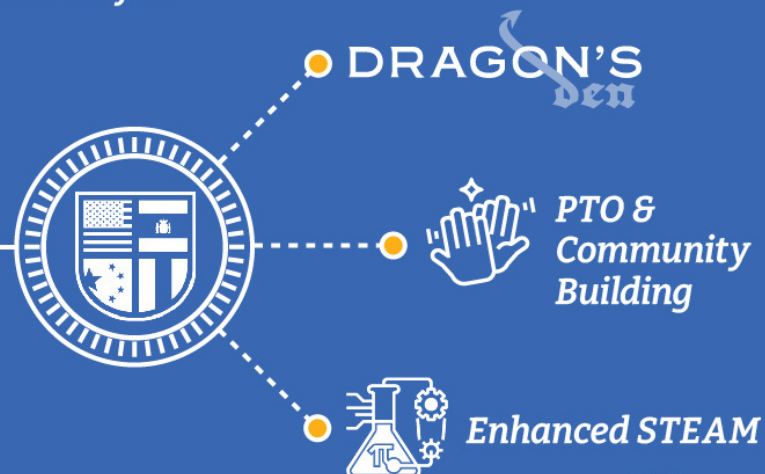 DRAGON'S
den
PTO &
Community
Building
π
Enhanced STEAM